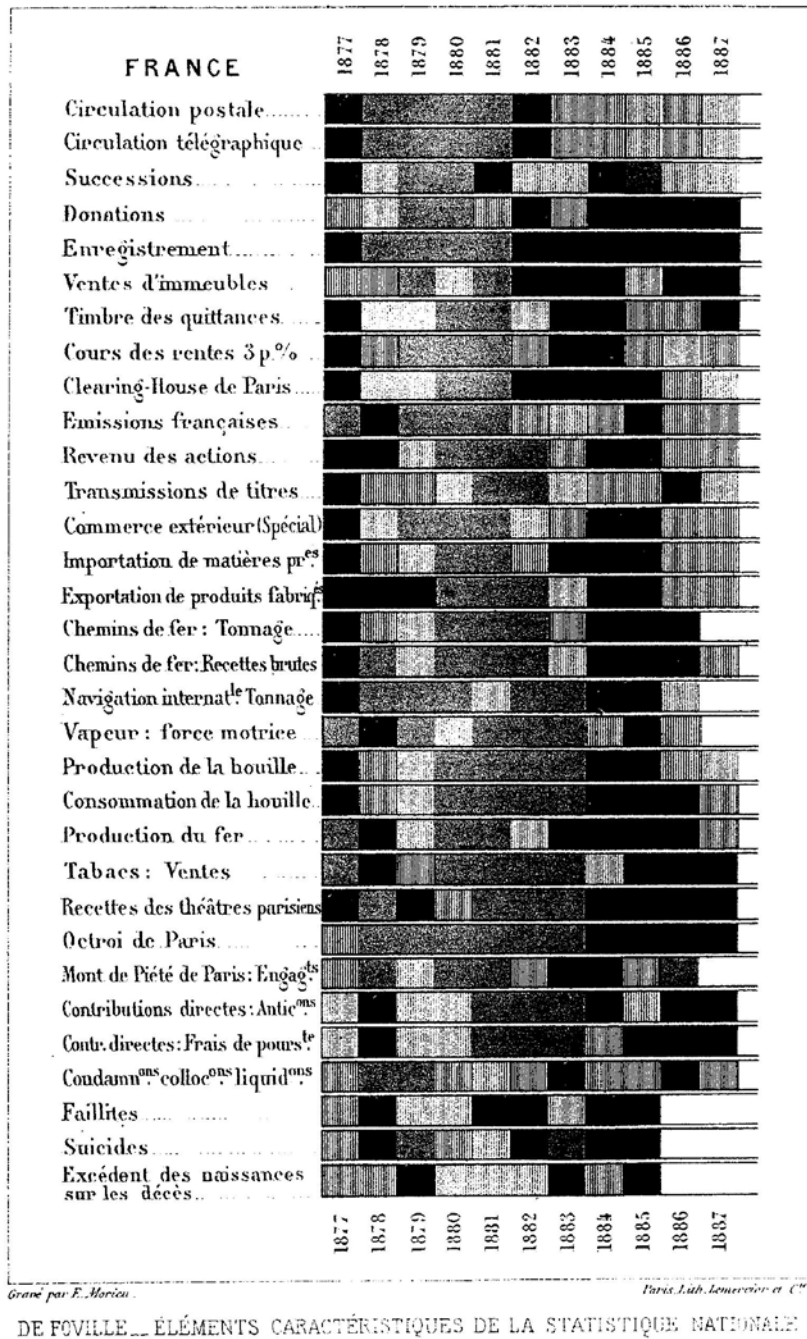 FRANCE
1877 1878 1879 1880 1881 1882 1883 1884 1885 1886 1887
Circulation postale
Circulation télégraphique
Successions
Donations
Enregistrement
Ventes d'immeubles
Timbre des quittances
Cours des rentes 3 p.%
Clearing-House de Paris
Emissions françaises
Revenu des actions
Transmissions de titres
Commerce extérieur (Spécial)
Importation de matières pr.es
Exportation de produits fabriq.és
Chemins de fer : Tonnage
Chemins de fer : Recettes brutes
Navigation internat.le Tonnage
Vapeur : force motrice
Production de la houille
Consommation de la houille
Production du fer
Tabacs : Ventes
Recettes des théâtres parisiens
Octroi de Paris
Mont de Piété de Paris : Engag.ts
Contributions directes : Antic.ons
Contr. directes : Frais de pours.te
Condamn.ons colloc.ons liquid.ons
Faillites
Suicides
Excédent des naissances
sur les décès
1877 1878 1879 1880 1881 1882 1883 1884 1885 1886 1887
Gravé par E. Morieu.
Paris, Lith. Lemercier et Cie
DE FOVILLE _ ÉLÉMENTS CARACTÉRISTIQUES DE LA STATISTIQUE NATIONALE